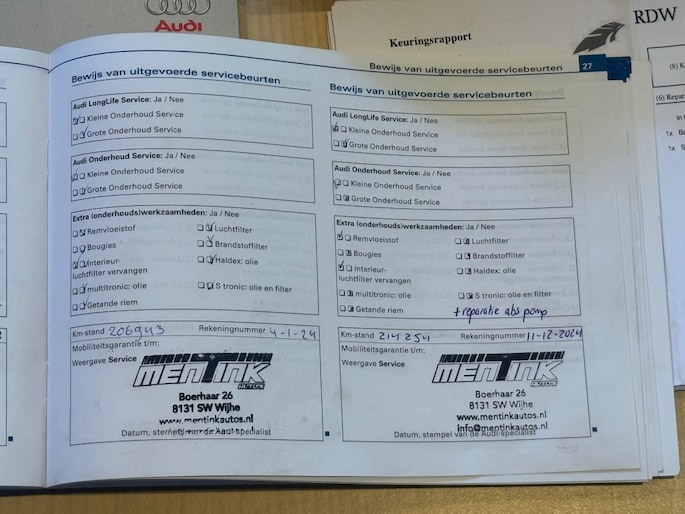 Audi
Keuringsrapport
RDW
Bewijs van uitgevoerde servicebeurten
27
(6) Repa
1x
1x
Bewijs van uitgevoerde servicebeurten
Audi LongLife Service: Ja / Nee
Kleine Onderhoud Service
Grote Onderhoud Service
Audi Onderhoud Service: Ja / Nee
Kleine Onderhoud Service
Grote Onderhoud Service
Extra (onderhouds)werkzaamheden: Ja / Nee
Remvloeistof
Luchtfilter
Bougies
Brandstoffilter
Interieur-
luchtfilter vervangen
Haldex: olie
multitronic: olie
S tronic: olie en filter
Getande riem
Km-stand 206943 Rekeningnummer 4-1-24
Mobiliteitsgarantie t/m:
Weergave Service
MENTINK
Boerhaar 26
8131 SW Wijhe
www.mentinkautos.nl
Datum, stempel van de Audi-specialist
Bewijs van uitgevoerde servicebeurten
Audi LongLife Service: Ja / Nee
Kleine Onderhoud Service
Grote Onderhoud Service
Audi Onderhoud Service: Ja / Nee
Kleine Onderhoud Service
Grote Onderhoud Service
Extra (onderhouds)werkzaamheden: Ja / Nee
Remvloeistof
Luchtfilter
Bougies
Brandstoffilter
Interieur-
luchtfilter vervangen
Haldex: olie
multitronic: olie
S tronic: olie en filter
Getande riem
+ reparatie abs pomp
Km-stand 214254 Rekeningnummer 11-12-2024
Mobiliteitsgarantie t/m:
Weergave Service
MENTINK
Boerhaar 26
8131 SW Wijhe
www.mentinkautos.nl
info@mentinkautos.nl
Datum, stempel van de Audi-specialist